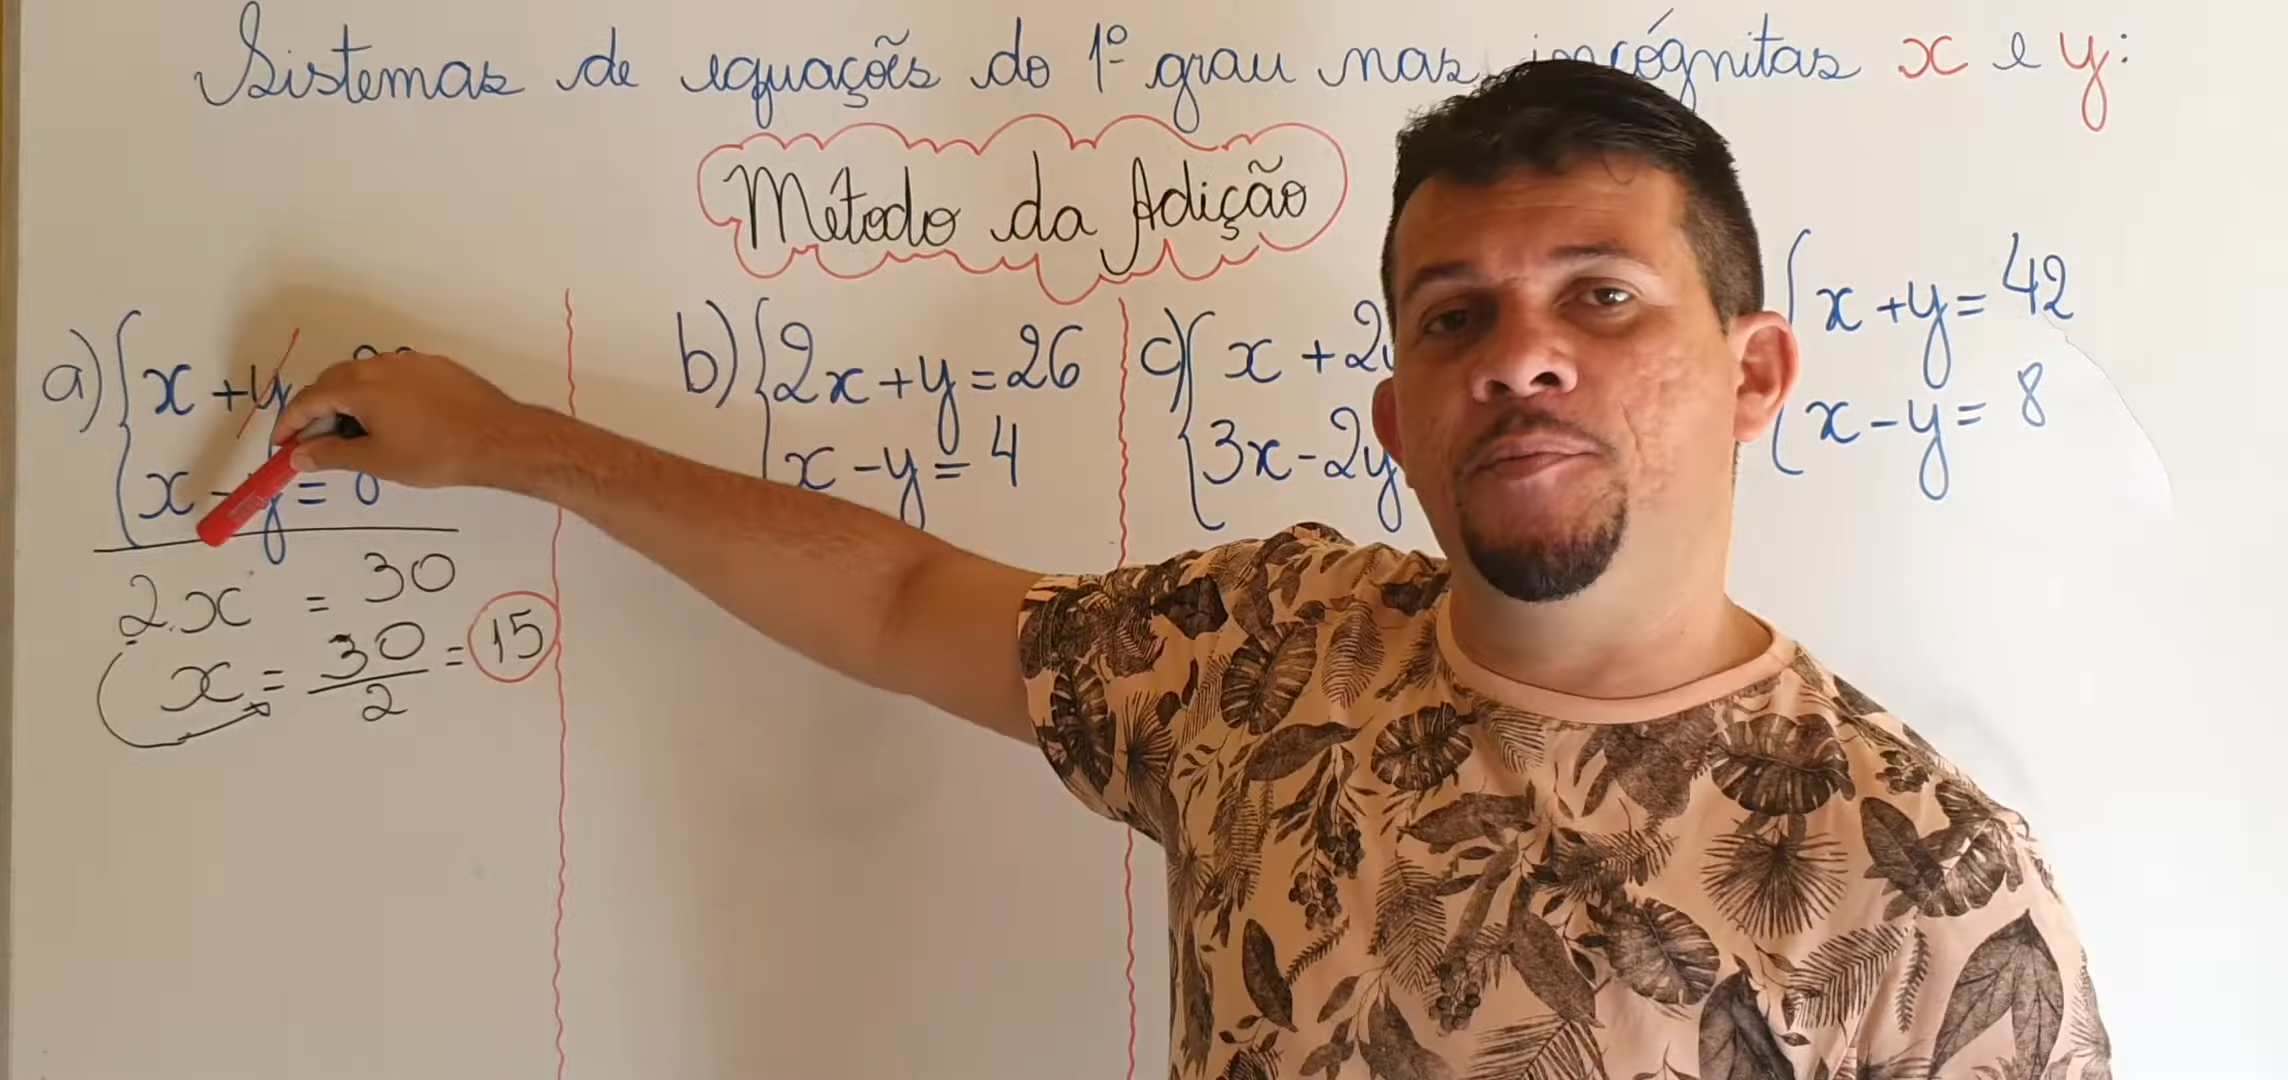 Sistemas de equações do 1º grau nas incógnitas x e y:
Método da Adição
a) x + y
x - y =
2x = 30
x = 30/2 = 15
b) 2x + y = 26
x - y = 4
c) x + 2y
3x - 2y
x + y = 42
x - y = 8